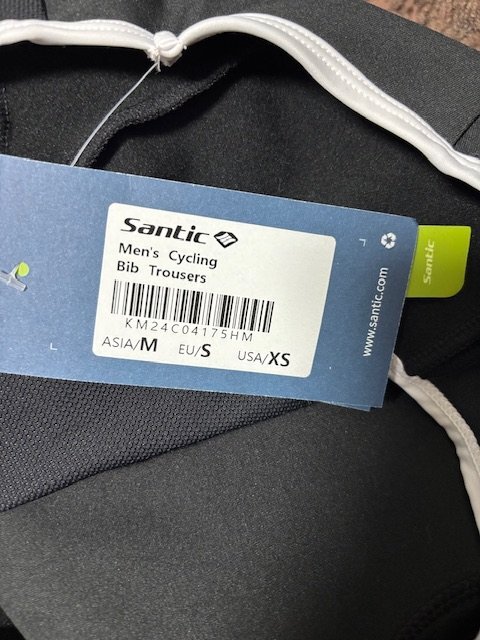 Santic
Men's Cycling
Bib Trousers
KM24C04175HM
ASIA/M EU/S USA/XS
www.santic.com
Santic